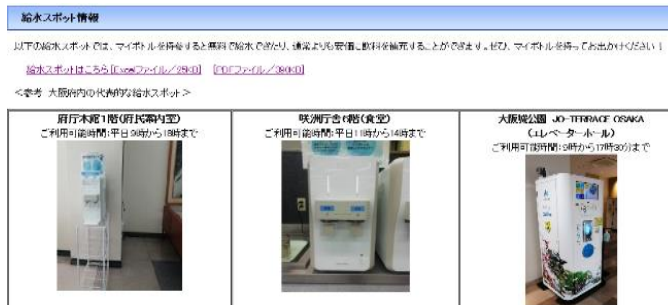 給水スポット情報
以下の給水スポットでは、マイボトルを持参すると無料で給水できたり、通常よりも安価に飲料を補充することができます。ぜひ、マイボトルを持ってお出かけください!
給水スポットはこちら [Excelファイル/25KB] [PDFファイル/390KB]
<参考 大阪府内の代表的な給水スポット>
府庁本館1階(府民案内室)
ご利用可能時間:平日9時から18時まで
咲洲庁舎6階(食堂)
ご利用可能時間:平日11時から14時まで
大阪城公園 JO-TERRACE OSAKA
(エレベーターホール)
ご利用可能時間:9時から17時30分まで